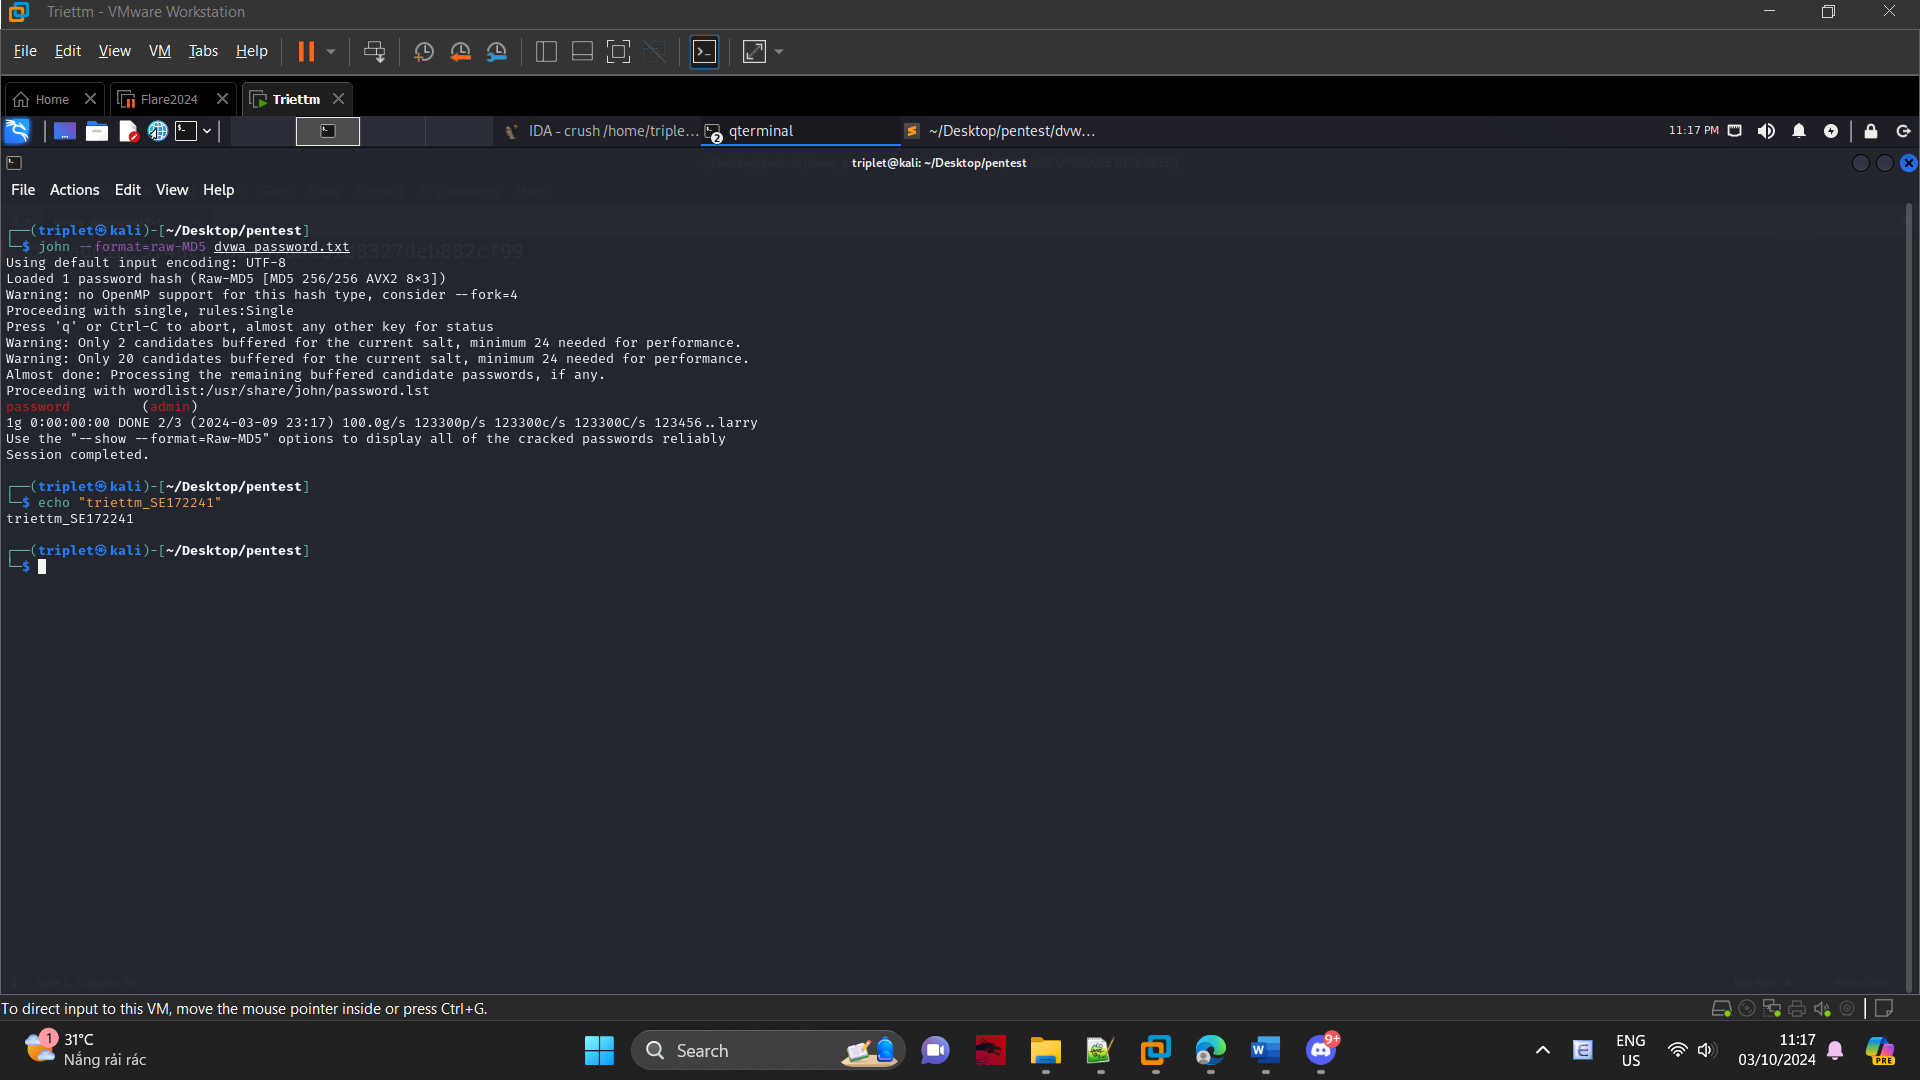 Triettm - VMware Workstation
File Edit View VM Tabs Help
Home Flare2024 Triettm
IDA - crush /home/triple... 2 qterminal ~/Desktop/pentest/dvw... 11:17 PM
triplet@kali: ~/Desktop/pentest
File Actions Edit View Help
(triplet㉿kali)-[~/Desktop/pentest]
$ john --format=raw-MD5 dvwa_password.txt
8327deb882cf99
Using default input encoding: UTF-8
Loaded 1 password hash (Raw-MD5 [MD5 256/256 AVX2 8×3])
Warning: no OpenMP support for this hash type, consider --fork=4
Proceeding with single, rules:Single
Press 'q' or Ctrl-C to abort, almost any other key for status
Warning: Only 2 candidates buffered for the current salt, minimum 24 needed for performance.
Warning: Only 20 candidates buffered for the current salt, minimum 24 needed for performance.
Almost done: Processing the remaining buffered candidate passwords, if any.
Proceeding with wordlist:/usr/share/john/password.lst
password (admin)
1g 0:00:00:00 DONE 2/3 (2024-03-09 23:17) 100.0g/s 123300p/s 123300c/s 123300C/s 123456..larry
Use the "--show --format=Raw-MD5" options to display all of the cracked passwords reliably
Session completed.
(triplet㉿kali)-[~/Desktop/pentest]
$ echo "triettm_SE172241"
triettm_SE172241
(triplet㉿kali)-[~/Desktop/pentest]
$
To direct input to this VM, move the mouse pointer inside or press Ctrl+G.
1 31°C
Nắng rải rác
Search
9+
ENG
US
11:17
03/10/2024
PRE